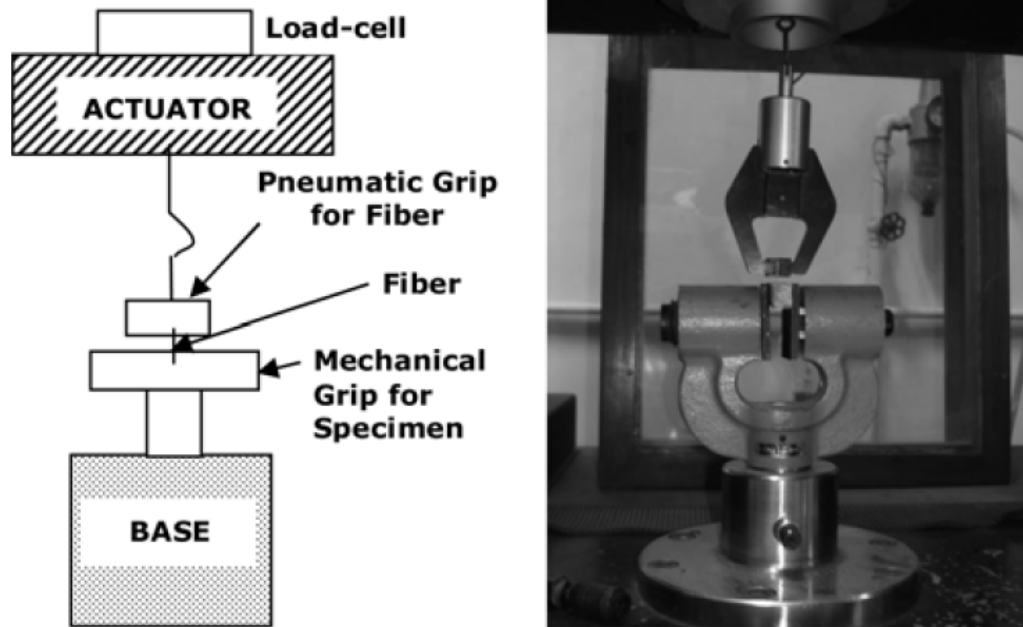 Load-cell
ACTUATOR
Pneumatic Grip
for Fiber
Fiber
Mechanical
Grip for
Specimen
BASE